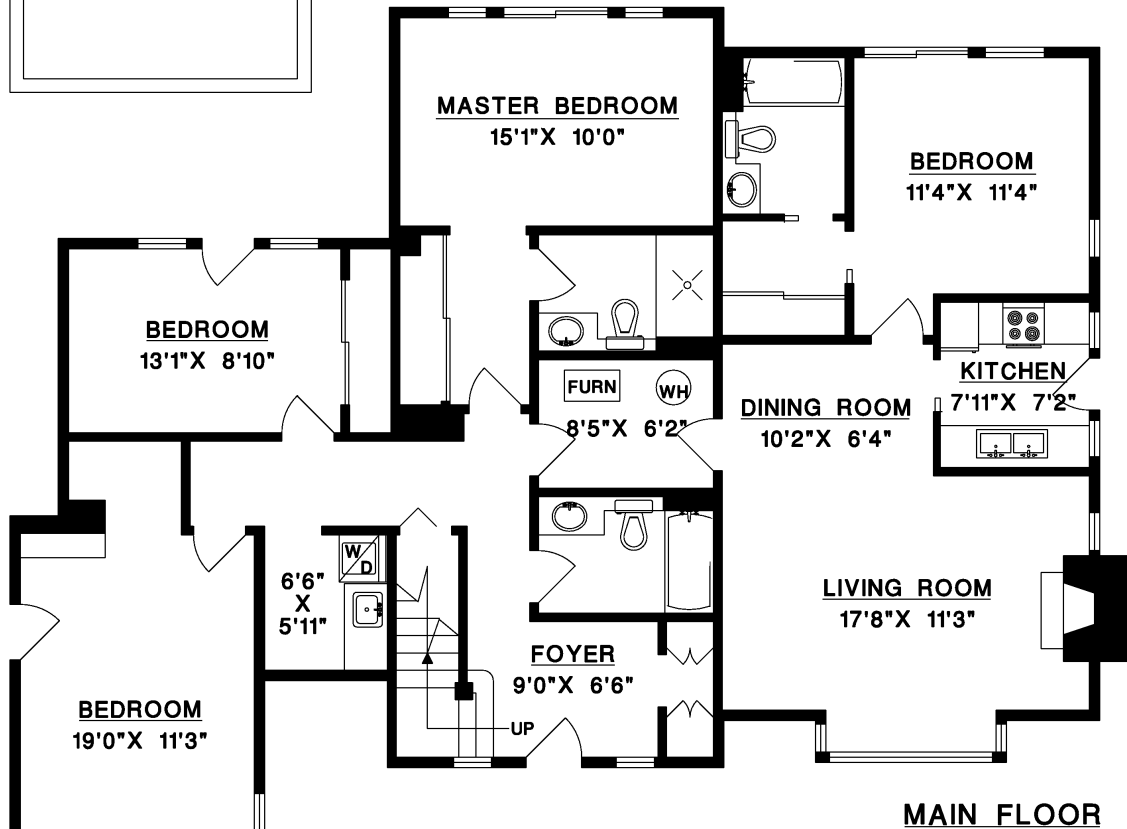 MASTER BEDROOM
15'1"X 10'0"
BEDROOM
11'4"X 11'4"
BEDROOM
13'1"X 8'10"
FURN
WH
8'5"X 6'2"
KITCHEN
7'11"X 7'2"
DINING ROOM
10'2"X 6'4"
W
D
6'6"
X
5'11"
LIVING ROOM
17'8"X 11'3"
FOYER
9'0"X 6'6"
UP
BEDROOM
19'0"X 11'3"
MAIN FLOOR